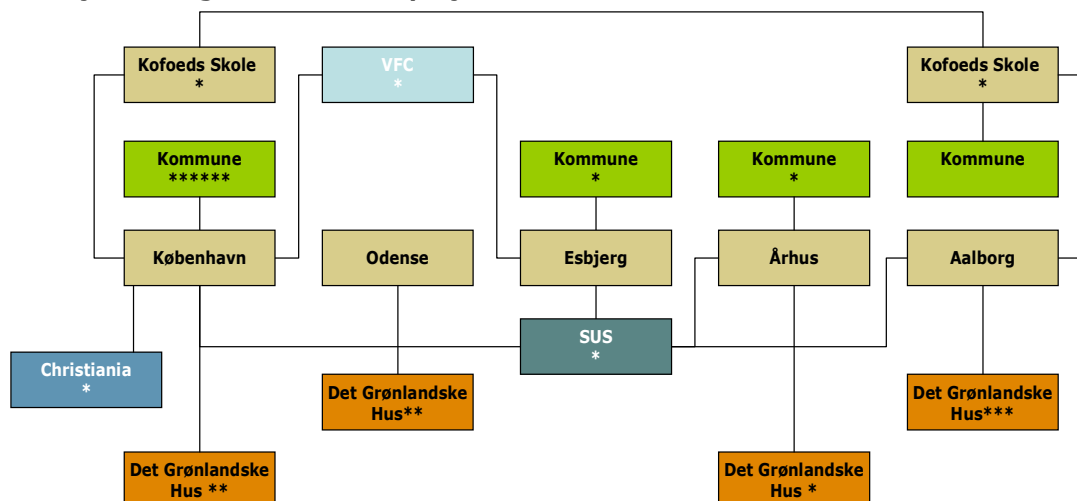 Kofoeds Skole
*
VFC
*
Kofoeds Skole
*
Kommune
******
Kommune
*
Kommune
*
Kommune
København
Odense
Esbjerg
Århus
Aalborg
SUS
*
Christiania
*
Det Grønlandske
Hus**
Det Grønlandske
Hus***
Det Grønlandske
Hus **
Det Grønlandske
Hus *